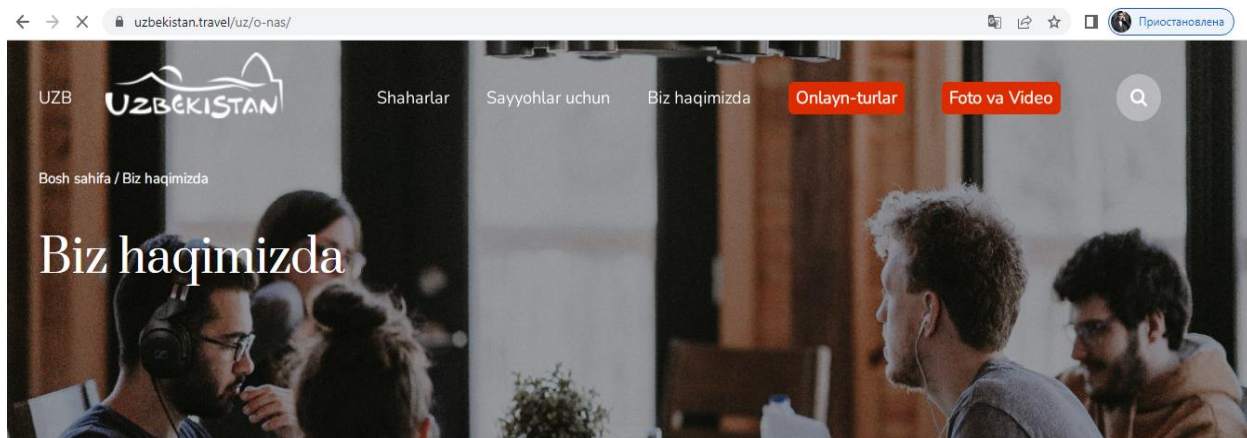 uzbekistan.travel/uz/o-nas/
Приостановлена
UZB
UZBEKISTAN
Shaharlar
Sayyohlar uchun
Biz haqimizda
Onlayn-turlar
Foto va Video
Bosh sahifa / Biz haqimizda
Biz haqimizda